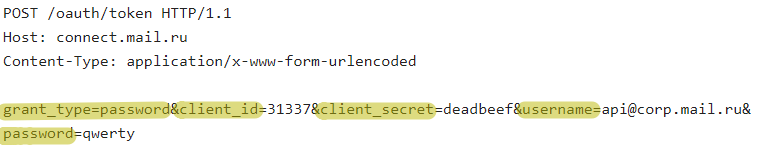 POST /oauth/token HTTP/1.1
Host: connect.mail.ru
Content-Type: application/x-www-form-urlencoded
grant_type=password&client_id=31337&client_secret=deadbeef&username=api@corp.mail.ru&
password=qwerty